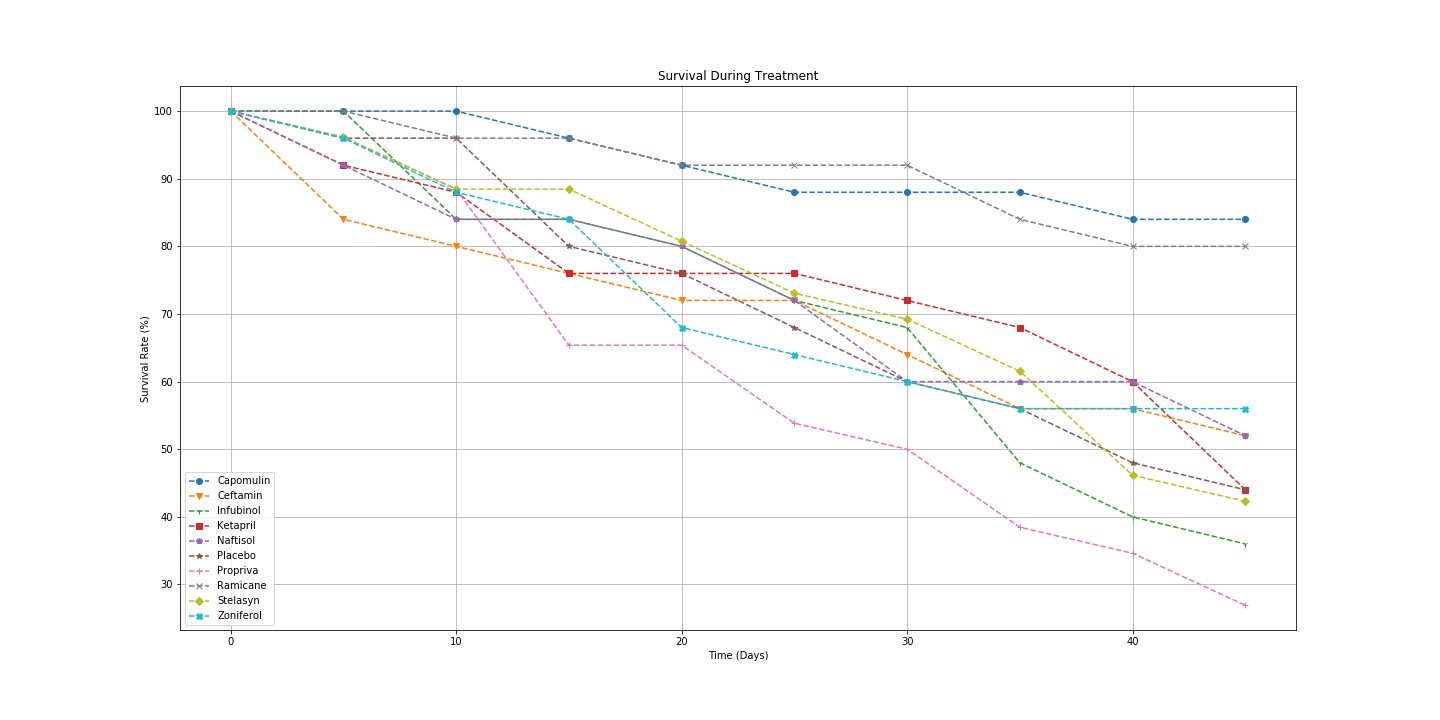 Survival During Treatment
100
90
80
70
60
50
40
30
Survival Rate (%)
Capomulin
Ceftamin
Infubinol
Ketapril
Naftisol
Placebo
Propriva
Ramicane
Stelasyn
Zoniferol
0 10 20 30 40
Time (Days)